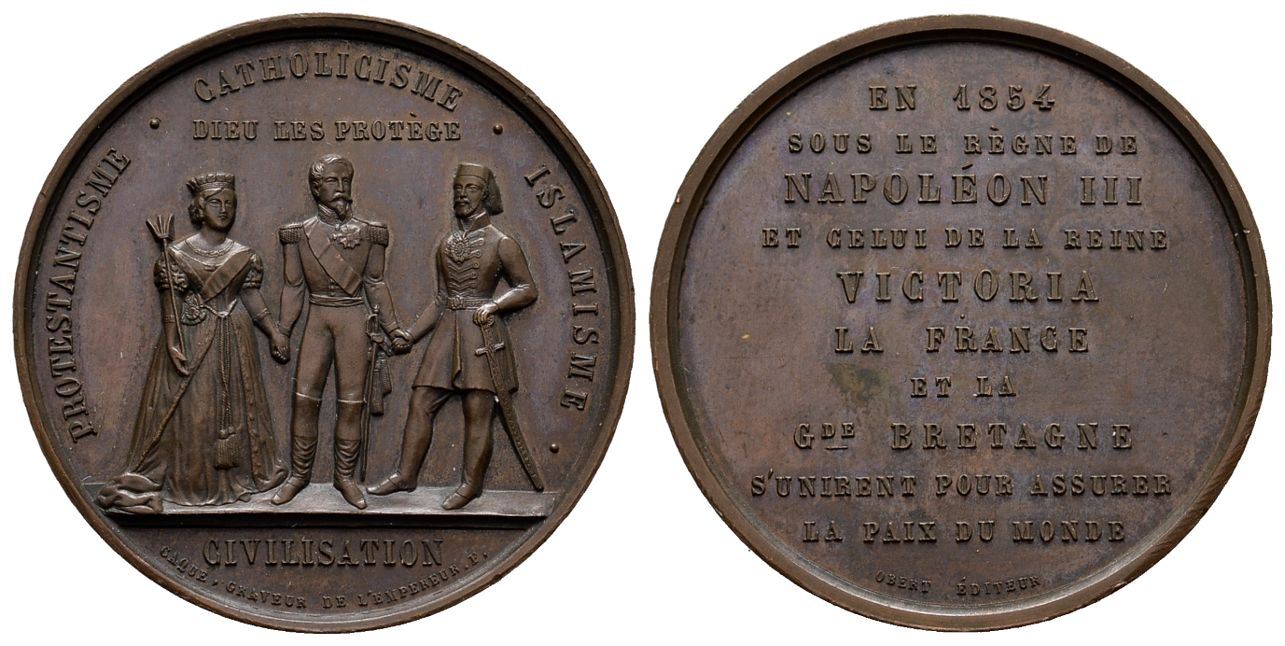 CATHOLICISME
DIEU LES PROTÈGE
PROTESTANTISME
ISLAMISME
CIVILISATION
CAQUÉ, GRAVEUR DE L'EMPEREUR. F.
EN 1854
SOUS LE RÈGNE DE
NAPOLÉON III
ET CELUI DE LA REINE
VICTORIA
LA FRANCE
ET LA
GDE BRETAGNE
S'UNIRENT POUR ASSURER
LA PAIX DU MONDE
OBERT ÉDITEUR